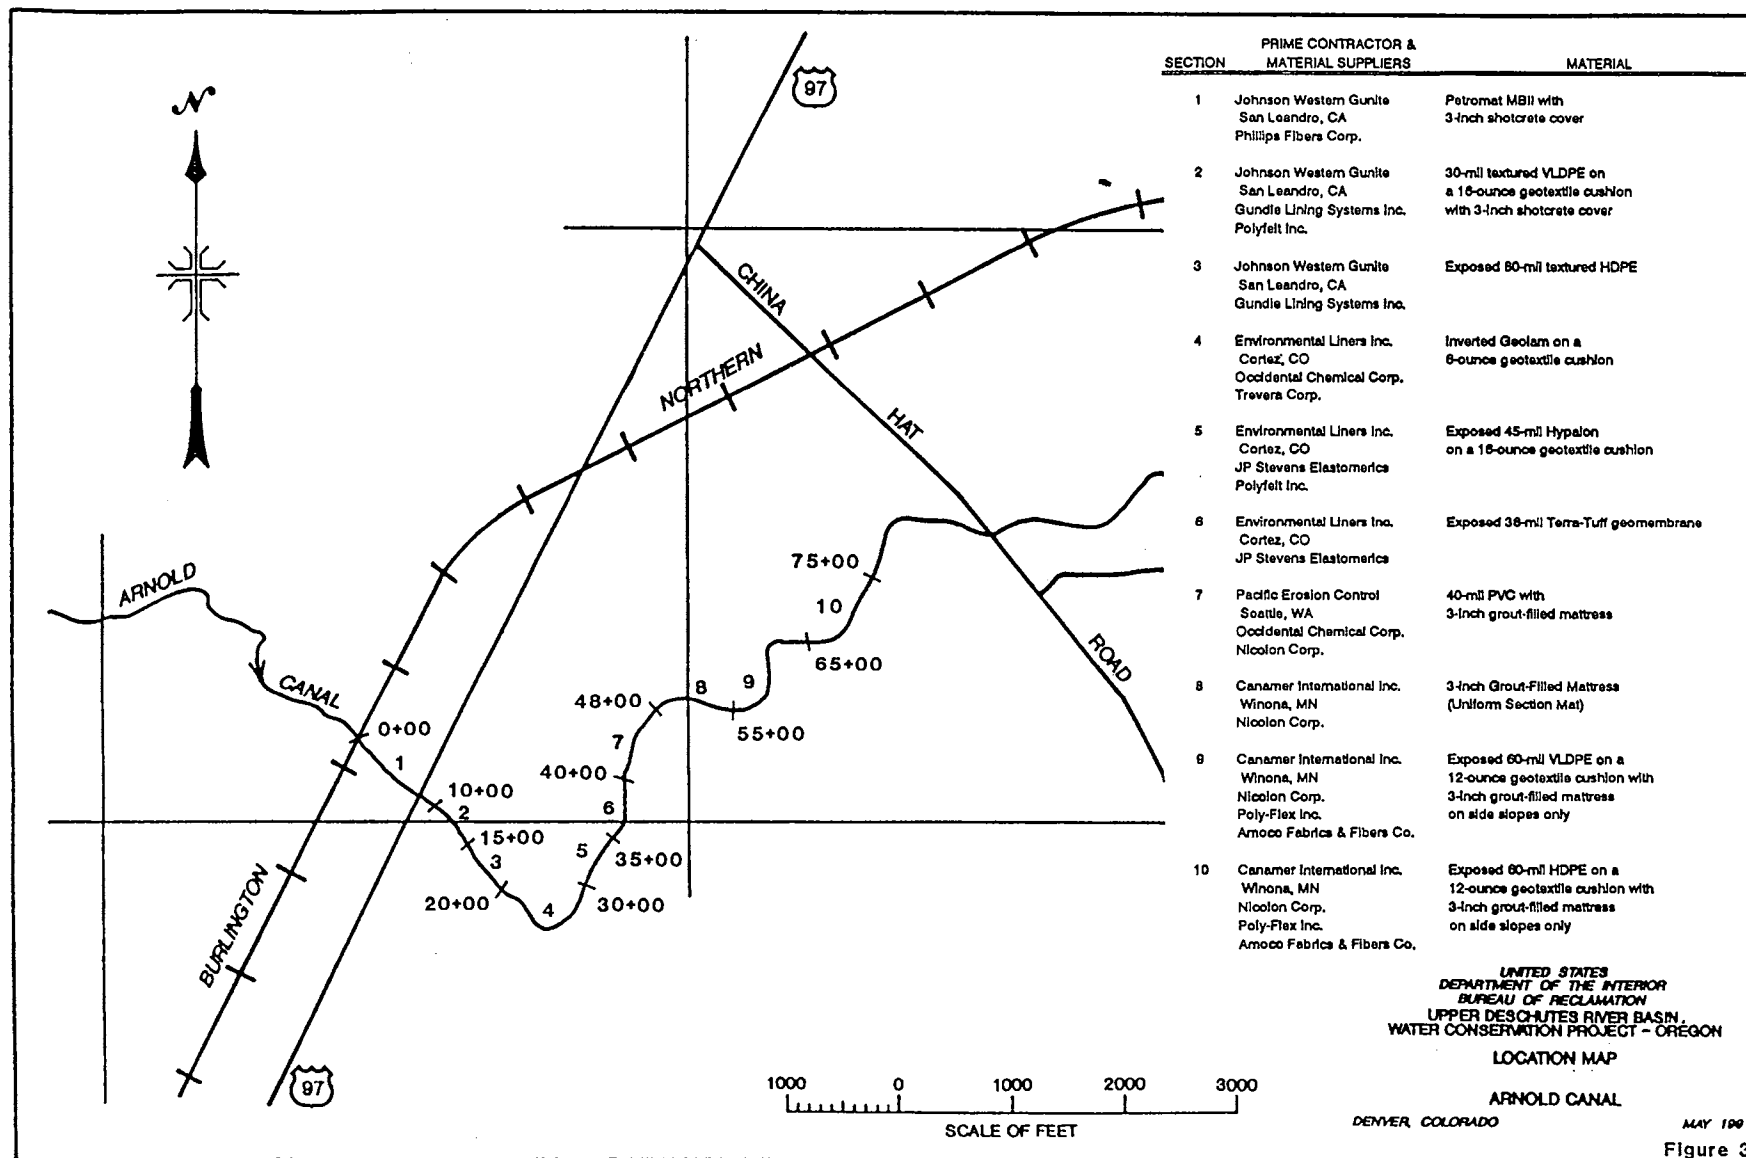 N
97
CHINA
NORTHERN
HAT
ROAD
ARNOLD
CANAL
BURLINGTON
0+00
1
10+00
2
15+00
3
20+00
4
30+00
5
35+00
6
40+00
7
48+00
8
55+00
9
65+00
10
75+00
97
1000 0 1000 2000 3000
SCALE OF FEET
PRIME CONTRACTOR &
SECTION MATERIAL SUPPLIERS MATERIAL
1 Johnson Western Gunite Petromat MBII with
San Leandro, CA 3-inch shotcrete cover
Phillips Fibers Corp.
2 Johnson Western Gunite 30-mil textured VLDPE on
San Leandro, CA a 16-ounce geotextile cushion
Gundle Lining Systems Inc. with 3-inch shotcrete cover
Polyfelt Inc.
3 Johnson Western Gunite Exposed 80-mil textured HDPE
San Leandro, CA
Gundle Lining Systems Inc.
4 Environmental Liners Inc. Inverted Geolam on a
Cortez, CO 6-ounce geotextile cushion
Occidental Chemical Corp.
Trevera Corp.
5 Environmental Liners Inc. Exposed 45-mil Hypalon
Cortez, CO on a 16-ounce geotextile cushion
JP Stevens Elastomerics
Polyfelt Inc.
6 Environmental Liners Inc. Exposed 36-mil Terra-Tuff geomembrane
Cortez, CO
JP Stevens Elastomerics
7 Pacific Erosion Control 40-mil PVC with
Seattle, WA 3-inch grout-filled mattress
Occidental Chemical Corp.
Nicolon Corp.
8 Canamer International Inc. 3-inch Grout-Filled Mattress
Winona, MN (Uniform Section Mat)
Nicolon Corp.
9 Canamer International Inc. Exposed 60-mil VLDPE on a
Winona, MN 12-ounce geotextile cushion with
Nicolon Corp. 3-inch grout-filled mattress
Poly-Flex Inc. on side slopes only
Amoco Fabrics & Fibers Co.
10 Canamer International Inc. Exposed 60-mil HDPE on a
Winona, MN 12-ounce geotextile cushion with
Nicolon Corp. 3-inch grout-filled mattress
Poly-Flex Inc. on side slopes only
Amoco Fabrics & Fibers Co.
UNITED STATES
DEPARTMENT OF THE INTERIOR
BUREAU OF RECLAMATION
UPPER DESCHUTES RIVER BASIN,
WATER CONSERVATION PROJECT - OREGON
LOCATION MAP
ARNOLD CANAL
DENVER, COLORADO MAY 199
Figure 3